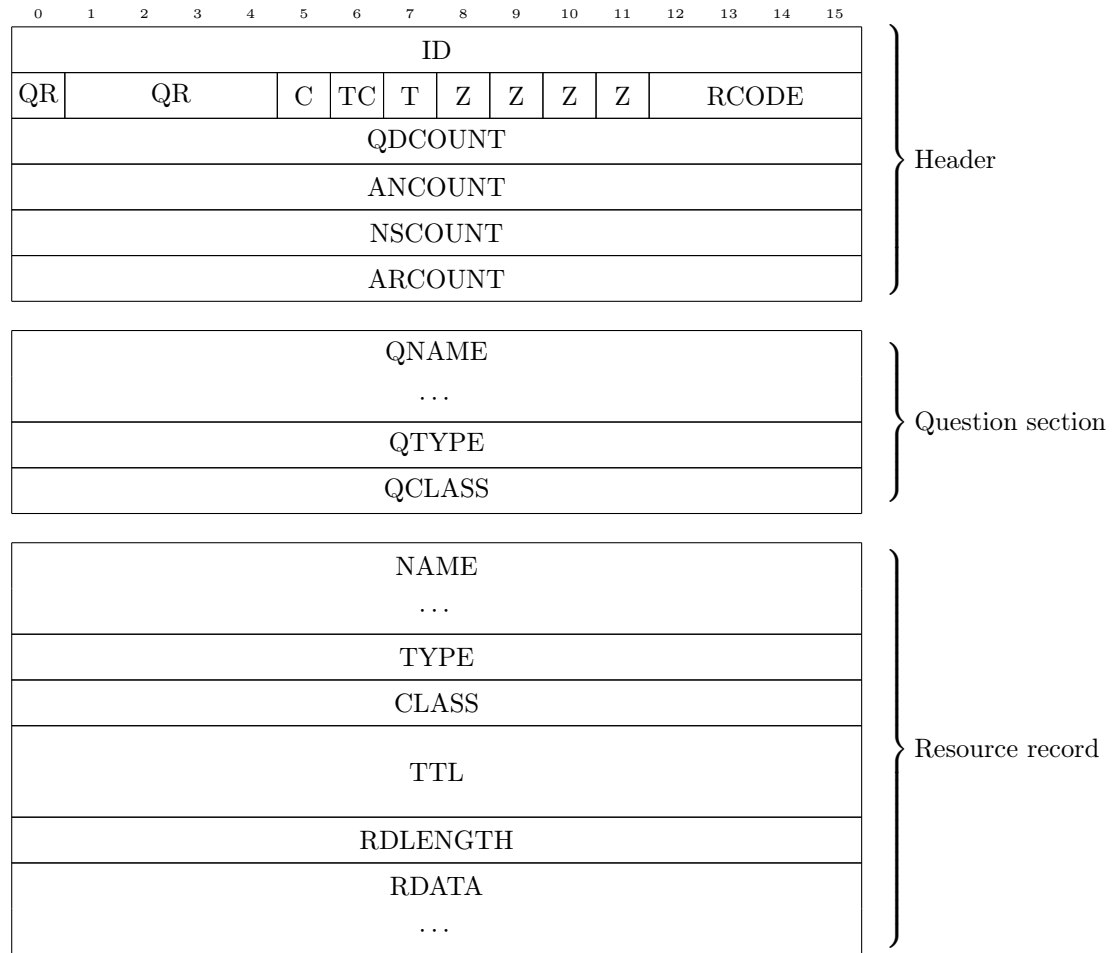 0 1 2 3 4 5 6 7 8 9 10 11 12 13 14 15
ID
QR QR C TC T Z Z Z Z RCODE
QDCOUNT
Header
ANCOUNT
NSCOUNT
ARCOUNT
QNAME
...
Question section
QTYPE
QCLASS
NAME
...
TYPE
CLASS
Resource record
TTL
RDLENGTH
RDATA
...